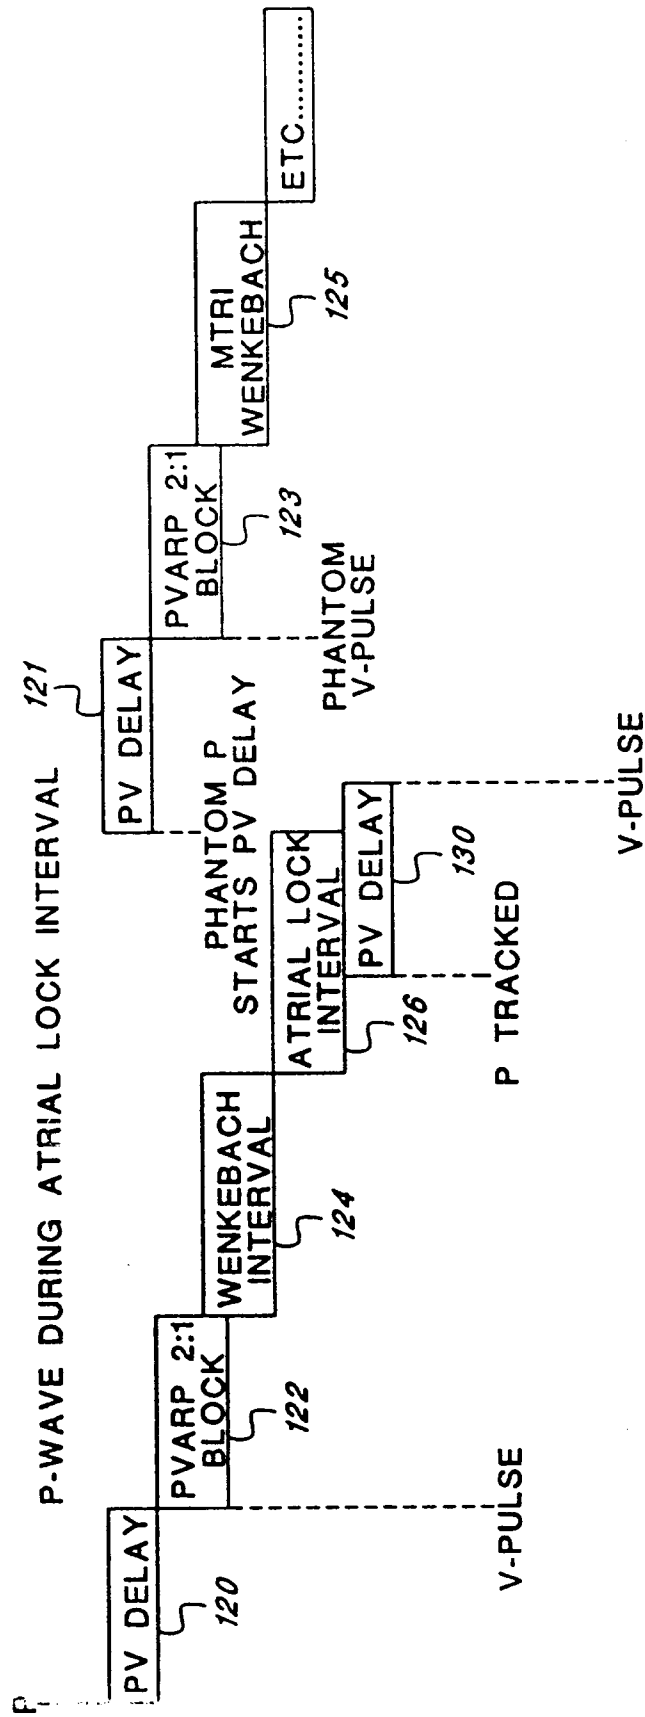 P-WAVE DURING ATRIAL LOCK INTERVAL
P
PV DELAY
120
V-PULSE
PVARP 2:1
BLOCK
122
WENKEBACH
INTERVAL
124
ATRIAL LOCK
INTERVAL
126
P TRACKED
PV DELAY
130
V-PULSE
PHANTOM P
STARTS PV DELAY
PV DELAY
121
PHANTOM
V-PULSE
PVARP 2:1
BLOCK
123
MTRI
WENKEBACH
125
ETC............